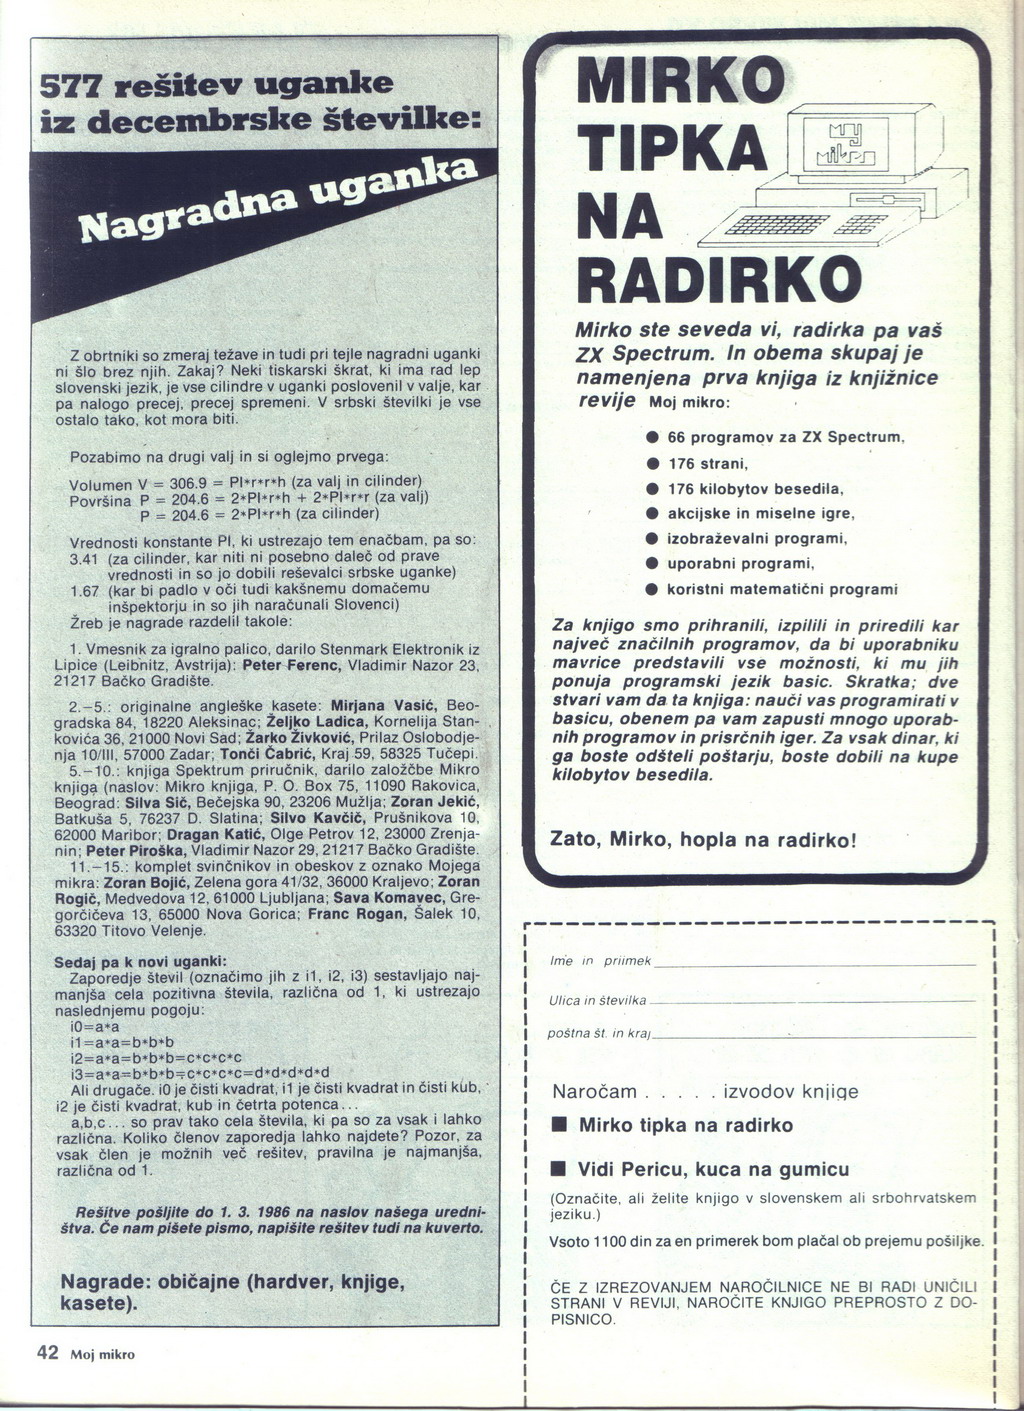 577 rešitev uganke
iz decembrske številke:
Nagradna uganka
Z obrtniki so zmeraj težave in tudi pri tejle nagradni uganki
ni šlo brez njih. Zakaj? Neki tiskarski škrat, ki ima rad lep
slovenski jezik, je vse cilindre v uganki poslovenil v valje, kar
pa nalogo precej, precej spremeni. V srbski številki je vse
ostalo tako, kot mora biti.
Pozabimo na drugi valj in si oglejmo prvega:
Volumen V = 306.9 = PI*r*r*h (za valj in cilinder)
Površina P = 204.6 = 2*PI*r*h + 2*PI*r*r (za valj)
P = 204.6 = 2*PI*r*h (za cilinder)
Vrednosti konstante PI, ki ustrezajo tem enačbam, pa so:
3.41 (za cilinder, kar niti ni posebno daleč od prave
vrednosti in so jo dobili reševalci srbske uganke)
1.67 (kar bi padlo v oči tudi kakšnemu domačemu
inšpektorju in so jih naračunali Slovenci)
Žreb je nagrade razdelil takole:
1. Vmesnik za igralno palico, darilo Stenmark Elektronik iz
Lipice (Leibnitz, Avstrija): Peter Ferenc, Vladimir Nazor 23,
21217 Bačko Gradište.
2.–5.: originalne angleške kasete: Mirjana Vasić, Beo-
gradska 84, 18220 Aleksinac; Željko Ladica, Kornelija Stan-
kovića 36, 21000 Novi Sad; Žarko Živković, Prilaz Oslobodje-
nja 10/III, 57000 Zadar; Tonči Čabrić, Kraj 59, 58325 Tučepi.
5.–10.: knjiga Spektrum priručnik, darilo založčbe Mikro
knjiga (naslov: Mikro knjiga, P. O. Box 75, 11090 Rakovica,
Beograd: Silva Sič, Bečejska 90, 23206 Mužlja; Zoran Jekić,
Batkuša 5, 76237 D. Slatina; Silvo Kavčič, Prušnikova 10,
62000 Maribor; Dragan Katić, Olge Petrov 12, 23000 Zrenja-
nin; Peter Piroška, Vladimir Nazor 29, 21217 Bačko Gradište.
11.–15.: komplet svinčnikov in obeskov z oznako Mojega
mikra: Zoran Bojić, Zelena gora 41/32, 36000 Kraljevo; Zoran
Rogič, Medvedova 12, 61000 Ljubljana; Sava Komavec, Gre-
gorčičeva 13, 65000 Nova Gorica; Franc Rogan, Šalek 10,
63320 Titovo Velenje.
Sedaj pa k novi uganki:
Zaporedje števil (označimo jih z i1, i2, i3) sestavljajo naj-
manjša cela pozitivna števila, različna od 1, ki ustrezajo
naslednjemu pogoju:
i0=a*a
i1=a*a=b*b*b
i2=a*a=b*b*b=c*c*c*c
i3=a*a=b*b*b=c*c*c*c=d*d*d*d*d
Ali drugače. i0 je čisti kvadrat, i1 je čisti kvadrat in čisti kub,
i2 je čisti kvadrat, kub in četrta potenca...
a,b,c... so prav tako cela števila, ki pa so za vsak i lahko
različna. Koliko členov zaporedja lahko najdete? Pozor, za
vsak člen je možnih več rešitev, pravilna je najmanjša,
različna od 1.
Rešitve pošljite do 1. 3. 1986 na naslov našega uredni-
štva. Če nam pišete pismo, napišite rešitev tudi na kuverto.
Nagrade: običajne (hardver, knjige,
kasete).
42 Moj mikro
MIRKO
TIPKA
NA
RADIRKO
moj
mikro
Mirko ste seveda vi, radirka pa vaš
ZX Spectrum. In obema skupaj je
namenjena prva knjiga iz knjižnice
revije Moj mikro:
● 66 programov za ZX Spectrum,
● 176 strani,
● 176 kilobytov besedila,
● akcijske in miselne igre,
● izobraževalni programi,
● uporabni programi,
● koristni matematični programi
Za knjigo smo prihranili, izpilili in priredili kar
največ značilnih programov, da bi uporabniku
mavrice predstavili vse možnosti, ki mu jih
ponuja programski jezik basic. Skratka; dve
stvari vam da ta knjiga: nauči vas programirati v
basicu, obenem pa vam zapusti mnogo uporab-
nih programov in prisrčnih iger. Za vsak dinar, ki
ga boste odšteli poštarju, boste dobili na kupe
kilobytov besedila.
Zato, Mirko, hopla na radirko!
Ime in priimek
Ulica in številka
poštna št. in kraj
Naročam . . . . . izvodov knjige
■ Mirko tipka na radirko
■ Vidi Pericu, kuca na gumicu
(Označite, ali želite knjigo v slovenskem ali srbohrvatskem
jeziku.)
Vsoto 1100 din za en primerek bom plačal ob prejemu pošiljke.
ČE Z IZREZOVANJEM NAROČILNICE NE BI RADI UNIČILI
STRANI V REVIJI, NAROČITE KNJIGO PREPROSTO Z DO-
PISNICO.